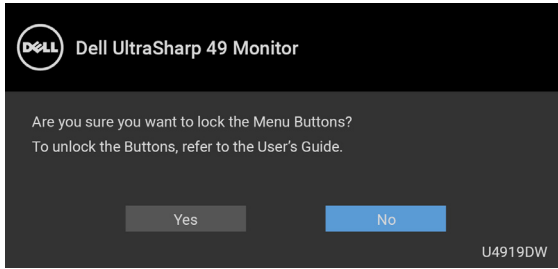 DELL
Dell UltraSharp 49 Monitor
Are you sure you want to lock the Menu Buttons?
To unlock the Buttons, refer to the User’s Guide.
Yes
No
U4919DW